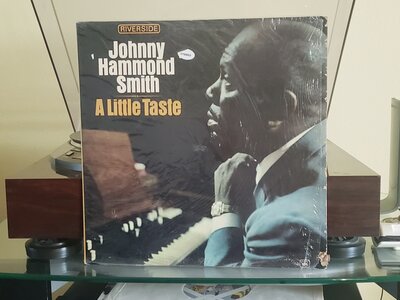 RIVERSIDE
Johnny
Hammond
Smith
A Little Taste